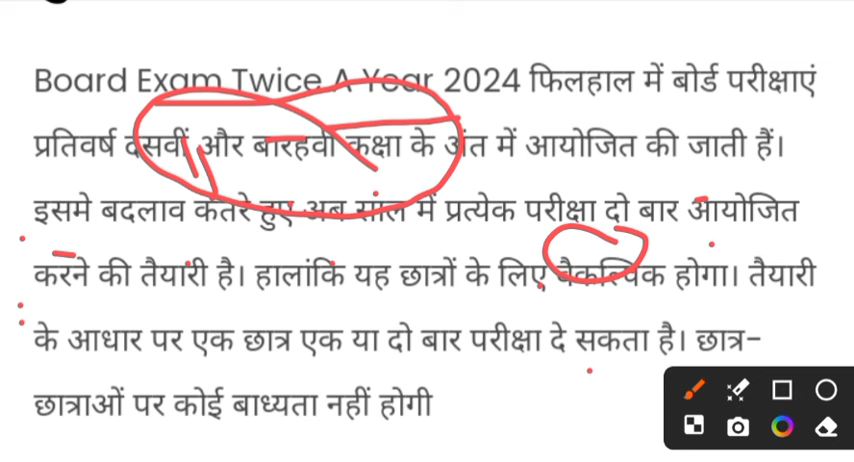 Board Exam Twice A Year 2024 फिलहाल में बोर्ड परीक्षाएं
प्रतिवर्ष दसवीं और बारहवीं कक्षा के अंत में आयोजित की जाती हैं।
इसमे बदलाव केतरे हुए अब साल में प्रत्येक परीक्षा दो बार आयोजित
करने की तैयारी है। हालांकि यह छात्रों के लिए वैकल्पिक होगा। तैयारी
के आधार पर एक छात्र एक या दो बार परीक्षा दे सकता है। छात्र-
छात्राओं पर कोई बाध्यता नहीं होगी